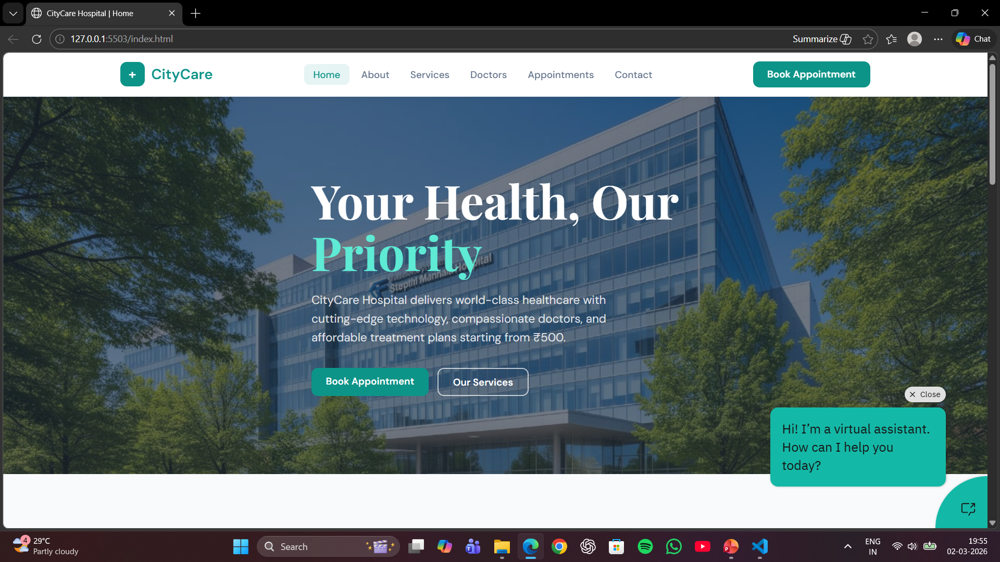 CityCare Hospital | Home
127.0.0.1:5503/index.html
Summarize
Chat
+ CityCare
Home About Services Doctors Appointments Contact
Book Appointment
Your Health, Our
Priority
Hospital
CityCare Hospital delivers world-class healthcare with
cutting-edge technology, compassionate doctors, and
affordable treatment plans starting from ₹500.
Book Appointment
Our Services
Close
Hi! I’m a virtual assistant.
How can I help you
today?
4
29°C
Partly cloudy
Search
ENG
IN
19:55
02-03-2026